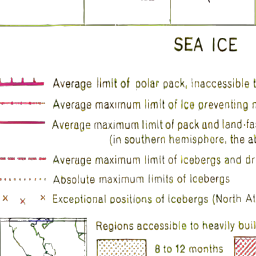 SEA ICE
Average limit of polar pack, inaccessible
Average maximum limit of ice preventing
Average maximum limit of pack and land-fa
(in southern hemisphere, the ab
Average maximum limit of icebergs and dr
Absolute maximum limits of icebergs
Exceptional positions of icebergs (North At
Regions accessible to heavily buil
8 to 12 months